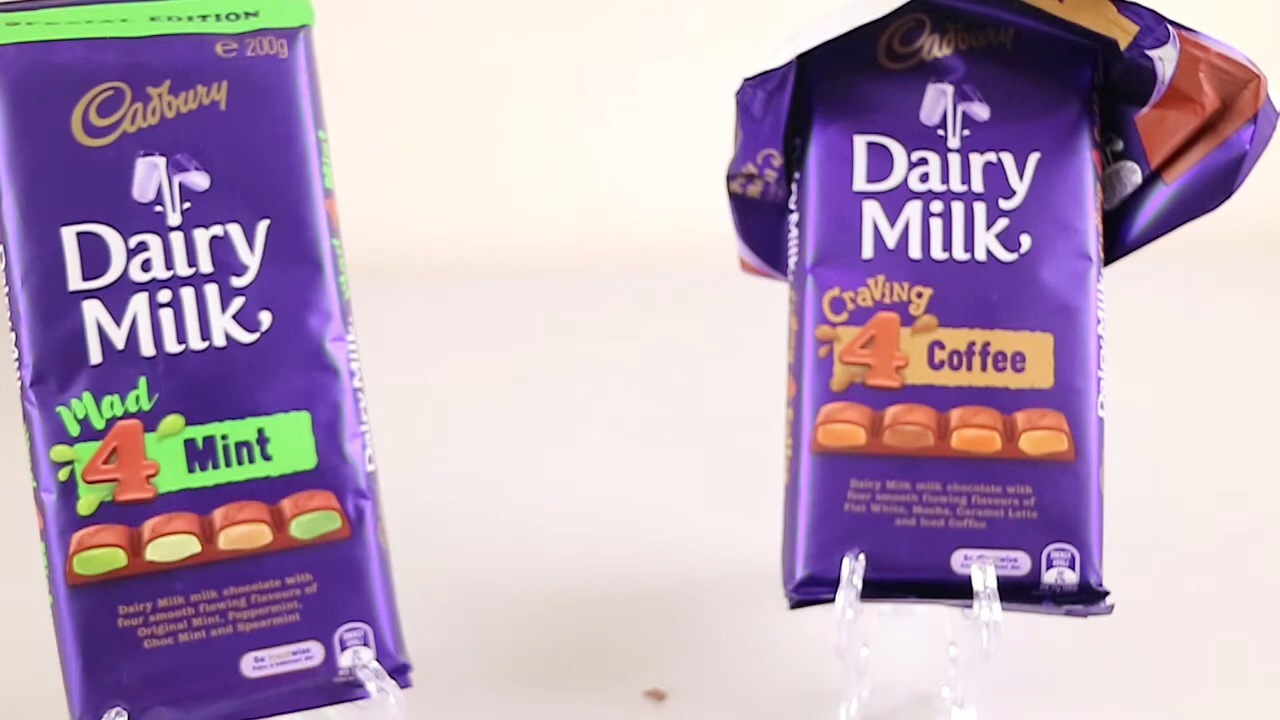 SPECIAL EDITION
e 200g
Cadbury
Dairy
Milk
Mad
4 Mint
Dairy Milk milk chocolate with
four smooth flowing flavours of
Original Mint, Peppermint,
Choc Mint and Spearmint
Cadbury
Dairy
Milk
Craving
4 Coffee
Dairy Milk milk chocolate with
four smooth flowing flavours of
Flat White, Mocha, Caramel Latte
and Iced Coffee